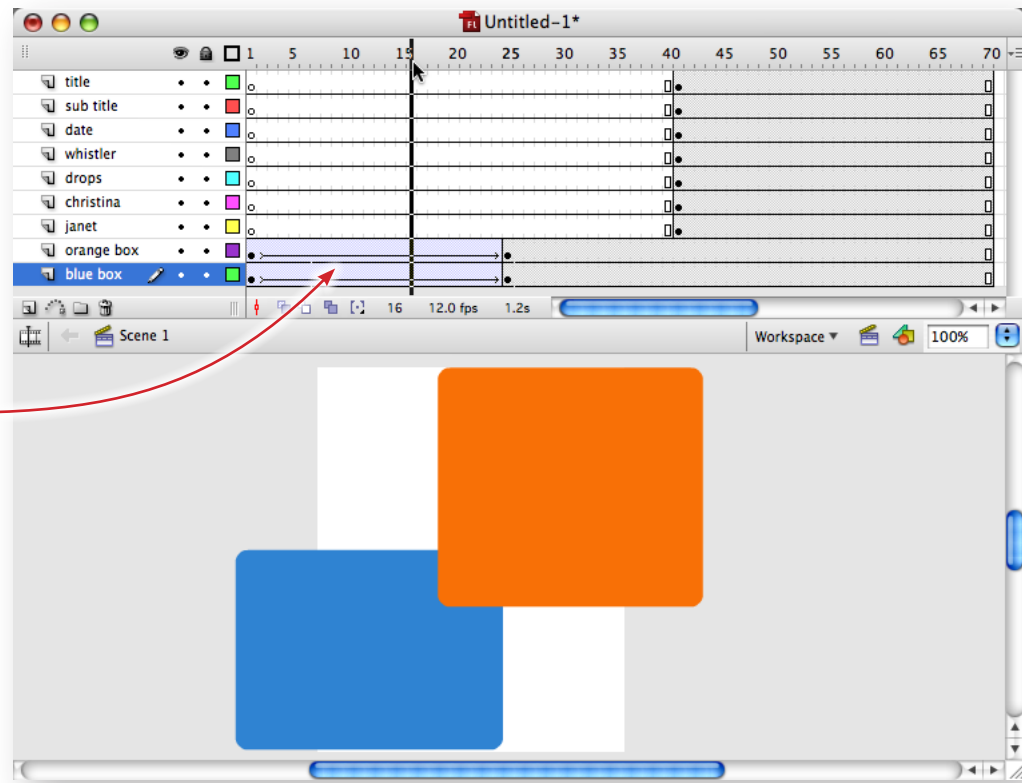 Untitled-1*
1 5 10 15 20 25 30 35 40 45 50 55 60 65 70
title
sub title
date
whistler
drops
christina
janet
orange box
blue box
16 12.0 fps 1.2s
Scene 1 Workspace 100%